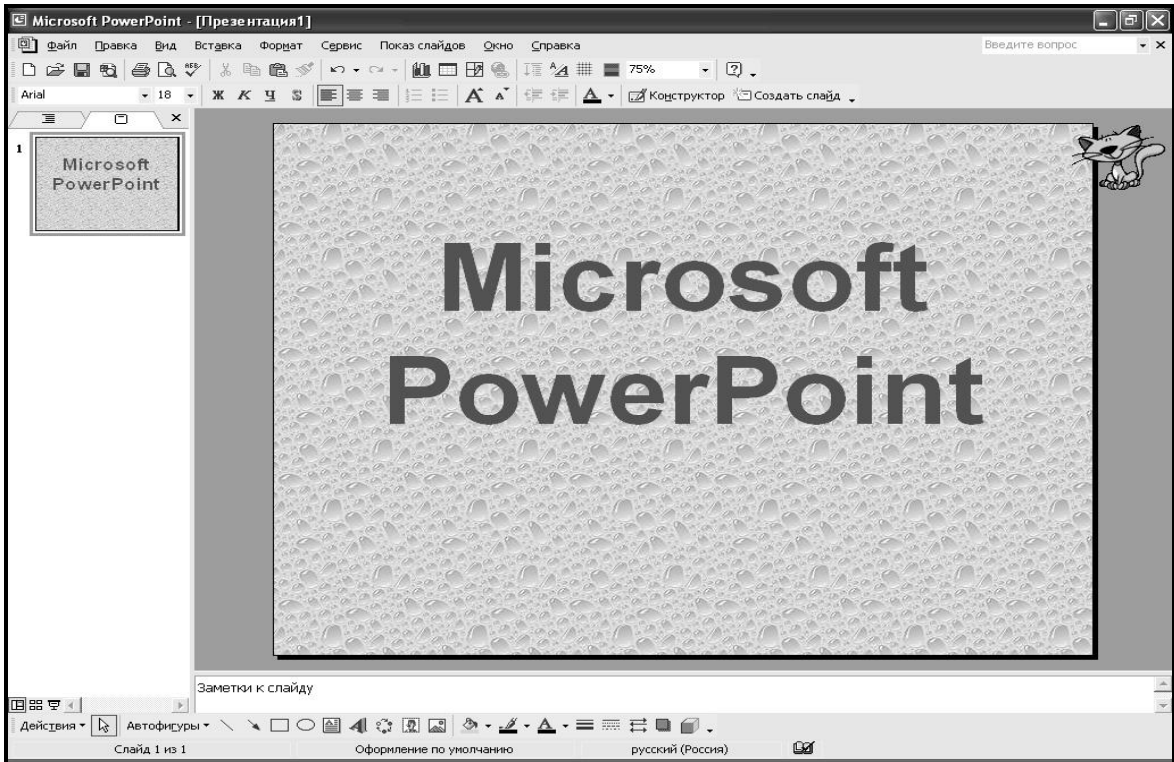 Microsoft PowerPoint - [Презентация1]
Файл Правка Вид Вставка Формат Сервис Показ слайдов Окно Справка Введите вопрос
75%
Arial 18 Ж К Ч S Конструктор Создать слайд
1
Microsoft
PowerPoint
Microsoft
PowerPoint
Заметки к слайду
Действия Автофигуры
Слайд 1 из 1 Оформление по умолчанию русский (Россия)